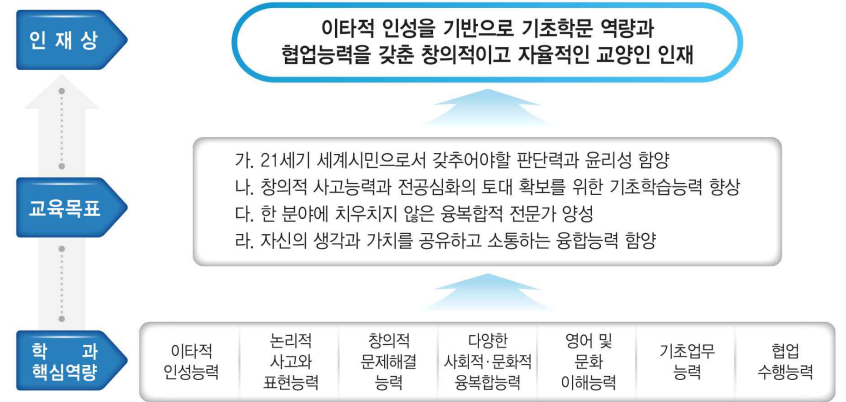 인 재 상
이타적 인성을 기반으로 기초학문 역량과
협업능력을 갖춘 창의적이고 자율적인 교양인 인재
교육목표
가. 21세기 세계시민으로서 갖추어야할 판단력과 윤리성 함양
나. 창의적 사고능력과 전공심화의 토대 확보를 위한 기초학습능력 향상
다. 한 분야에 치우치지 않은 융복합적 전문가 양성
라. 자신의 생각과 가치를 공유하고 소통하는 융합능력 함양
학 과
핵심역량
이타적
인성능력
논리적
사고와
표현능력
창의적
문제해결
능력
다양한
사회적·문화적
융복합능력
영어 및
문화
이해능력
기초업무
능력
협업
수행능력